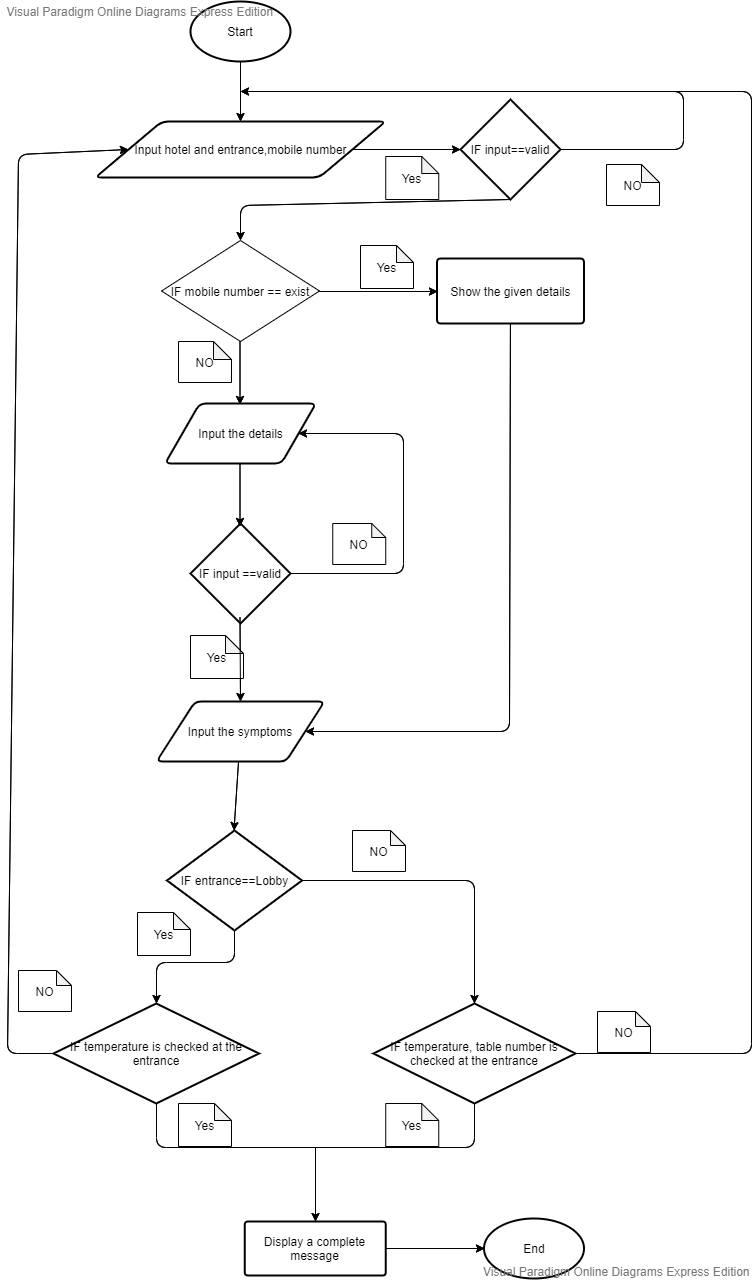 Visual Paradigm Online Diagrams Express Edition
Start
Input hotel and entrance,mobile number
IF input==valid
Yes
NO
IF mobile number == exist
Yes
Show the given details
NO
Input the details
NO
IF input ==valid
Yes
Input the symptoms
NO
IF entrance==Lobby
Yes
NO
NO
IF temperature is checked at the
entrance
IF temperature, table number is
checked at the entrance
Yes
Yes
Display a complete
message
End
Visual Paradigm Online Diagrams Express Edition